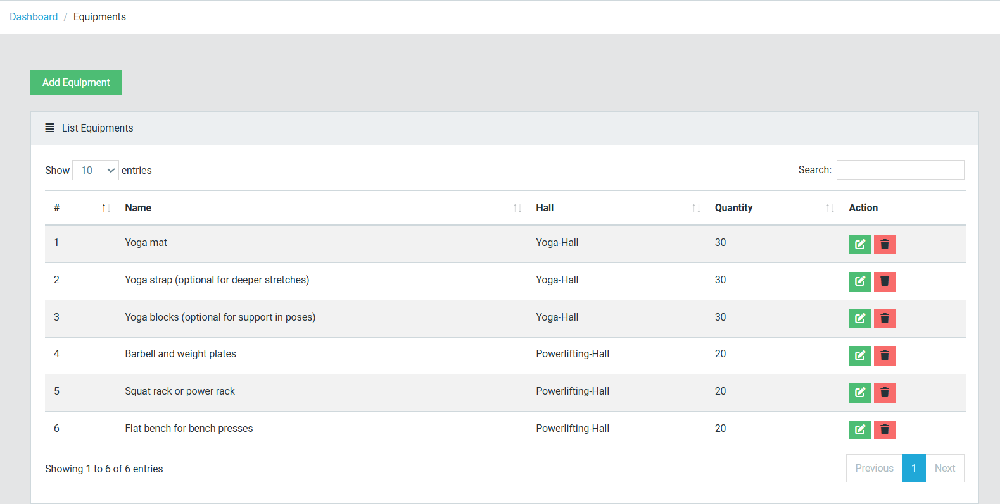 Dashboard / Equipments
Add Equipment
List Equipments
Show 10 entries Search:
# Name Hall Quantity Action
1 Yoga mat Yoga-Hall 30
2 Yoga strap (optional for deeper stretches) Yoga-Hall 30
3 Yoga blocks (optional for support in poses) Yoga-Hall 30
4 Barbell and weight plates Powerlifting-Hall 20
5 Squat rack or power rack Powerlifting-Hall 20
6 Flat bench for bench presses Powerlifting-Hall 20
Showing 1 to 6 of 6 entries Previous 1 Next